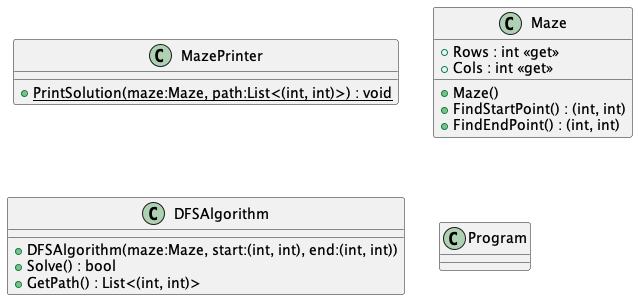 C MazePrinter
PrintSolution(maze:Maze, path:List<(int, int)>) : void
C Maze
Rows : int «get»
Cols : int «get»
Maze()
FindStartPoint() : (int, int)
FindEndPoint() : (int, int)
C DFSAlgorithm
DFSAlgorithm(maze:Maze, start:(int, int), end:(int, int))
Solve() : bool
GetPath() : List<(int, int)>
C Program